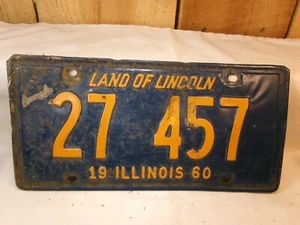 LAND OF LINCOLN
27 457
19 ILLINOIS 60